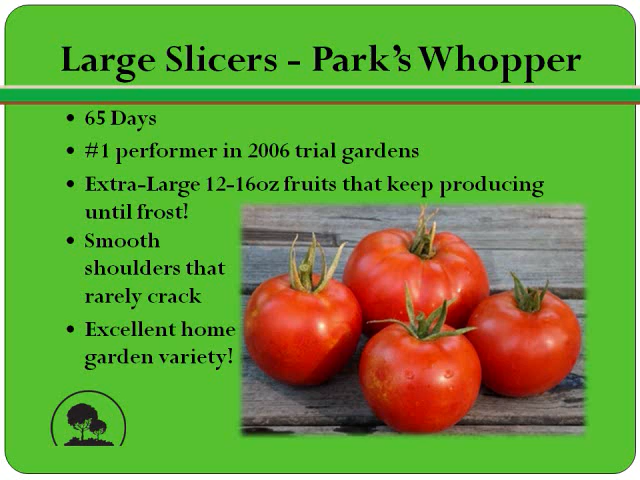 Large Slicers - Park's Whopper
• 65 Days
• #1 performer in 2006 trial gardens
• Extra-Large 12-16oz fruits that keep producing
until frost!
• Smooth
shoulders that
rarely crack
• Excellent home
garden variety!